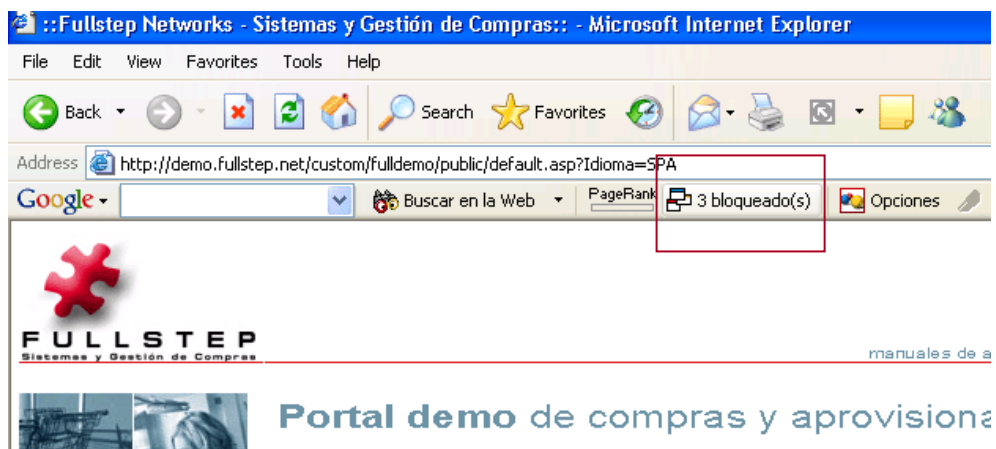 ::Fullstep Networks - Sistemas y Gestión de Compras:: - Microsoft Internet Explorer
File Edit View Favorites Tools Help
Back Search Favorites
Address http://demo.fullstep.net/custom/fulldemo/public/default.asp?Idioma=SPA
Google Buscar en la Web PageRank 3 bloqueado(s) Opciones
FULLSTEP
Sistemas y Gestión de Compras
manuales de a
Portal demo de compras y aprovisiona